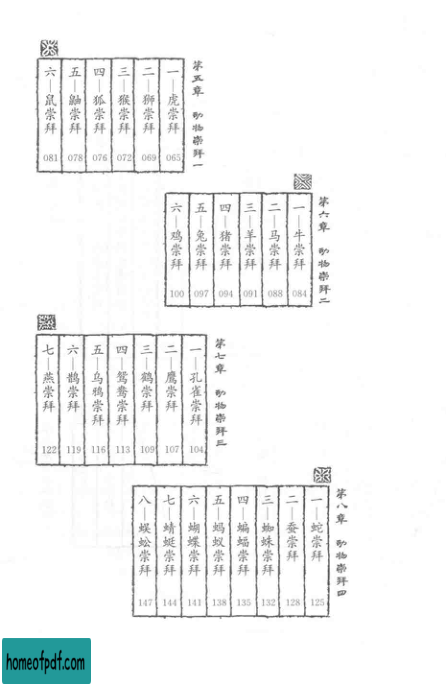 第五章 动物崇拜一
一——虎崇拜 065
二——狮崇拜 069
三——猴崇拜 072
四——狐崇拜 076
五——鼬崇拜 078
六——鼠崇拜 081
第六章 动物崇拜二
一——牛崇拜 084
二——马崇拜 088
三——羊崇拜 091
四——猪崇拜 094
五——兔崇拜 097
六——鸡崇拜 100
第七章 动物崇拜三
一——孔雀崇拜 104
二——鹰崇拜 107
三——鹤崇拜 109
四——鸳鸯崇拜 113
五——乌鸦崇拜 116
六——鹊崇拜 119
七——燕崇拜 122
第八章 动物崇拜四
一——蛇崇拜 125
二——蚕崇拜 128
三——蜘蛛崇拜 132
四——蝙蝠崇拜 135
五——蚂蚁崇拜 138
六——蝴蝶崇拜 141
七——蜻蜓崇拜 144
八——蜈蚣崇拜 147
homeofpdf.com